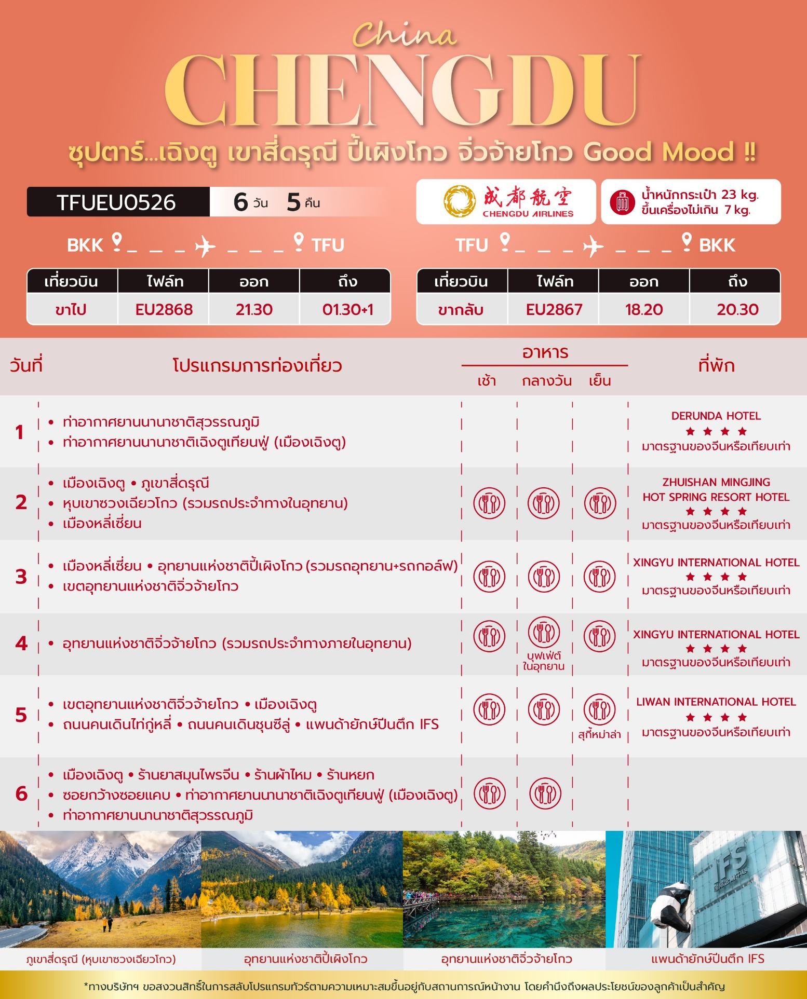 China
CHENGDU
ซุปตาร์...เฉิงตู เขาสี่ดรุณี ปี้เผิงโกว จิ่วจ้ายโกว Good Mood !!
TFUEU0526 6 วัน 5 คืน
成都航空
CHENGDU AIRLINES
น้ำหนักกระเป๋า 23 kg.
ขึ้นเครื่องไม่เกิน 7 kg.
BKK TFU
TFU BKK
เที่ยวบิน ไฟล์ท ออก ถึง
ขาไป EU2868 21.30 01.30+1
เที่ยวบิน ไฟล์ท ออก ถึง
ขากลับ EU2867 18.20 20.30
วันที่ โปรแกรมการท่องเที่ยว อาหาร ที่พัก
เช้า กลางวัน เย็น
1
• ท่าอากาศยานนานาชาติสุวรรณภูมิ
• ท่าอากาศยานนานาชาติเฉิงตูเทียนฟู่ (เมืองเฉิงตู)
DERUNDA HOTEL
★ ★ ★ ★
มาตรฐานของจีนหรือเทียบเท่า
2
• เมืองเฉิงตู • ภูเขาสี่ดรุณี
• หุบเขาซวงเฉียวโกว (รวมรถประจำทางในอุทยาน)
• เมืองหลี่เซี่ยน
ZHUISHAN MINGJING
HOT SPRING RESORT HOTEL
★ ★ ★ ★
มาตรฐานของจีนหรือเทียบเท่า
3
• เมืองหลี่เซี่ยน • อุทยานแห่งชาติปี้เผิงโกว (รวมรถอุทยาน+รถกอล์ฟ)
• เขตอุทยานแห่งชาติจิ่วจ้ายโกว
XINGYU INTERNATIONAL HOTEL
★ ★ ★ ★
มาตรฐานของจีนหรือเทียบเท่า
4
• อุทยานแห่งชาติจิ่วจ้ายโกว (รวมรถประจำทางภายในอุทยาน)
บุฟเฟ่ต์
ในอุทยาน
XINGYU INTERNATIONAL HOTEL
★ ★ ★ ★
มาตรฐานของจีนหรือเทียบเท่า
5
• เขตอุทยานแห่งชาติจิ่วจ้ายโกว • เมืองเฉิงตู
• ถนนคนเดินไท่กู่หลี่ • ถนนคนเดินชุนซีลู่ • แพนด้ายักษ์ปีนตึก IFS
สุกี้หม่าล่า
LIWAN INTERNATIONAL HOTEL
★ ★ ★ ★
มาตรฐานของจีนหรือเทียบเท่า
6
• เมืองเฉิงตู • ร้านยาสมุนไพรจีน • ร้านผ้าไหม • ร้านหยก
• ซอยกว้างซอยแคบ • ท่าอากาศยานนานาชาติเฉิงตูเทียนฟู่ (เมืองเฉิงตู)
• ท่าอากาศยานนานาชาติสุวรรณภูมิ
IFS
ภูเขาสี่ดรุณี (หุบเขาซวงเฉียวโกว)
อุทยานแห่งชาติปี้เผิงโกว
อุทยานแห่งชาติจิ่วจ้ายโกว
แพนด้ายักษ์ปีนตึก IFS
*ทางบริษัทฯ ขอสงวนสิทธิ์ในการสลับโปรแกรมทัวร์ตามความเหมาะสมขึ้นอยู่กับสถานการณ์หน้างาน โดยคำนึงถึงผลประโยชน์ของลูกค้าเป็นสำคัญ